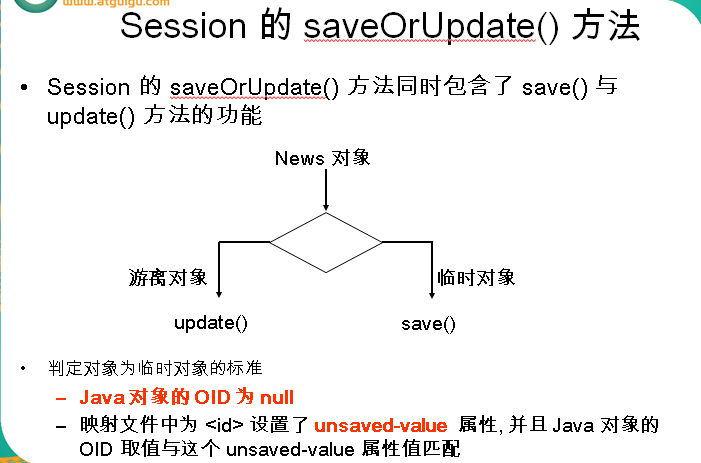 www.atguigu.com
Session 的 saveOrUpdate() 方法
• Session 的 saveOrUpdate() 方法同时包含了 save() 与
update() 方法的功能
News 对象
游离对象
临时对象
update()
save()
• 判定对象为临时对象的标准
– Java 对象的 OID 为 null
– 映射文件中为 <id> 设置了 unsaved-value 属性, 并且 Java 对象的
OID 取值与这个 unsaved-value 属性值匹配